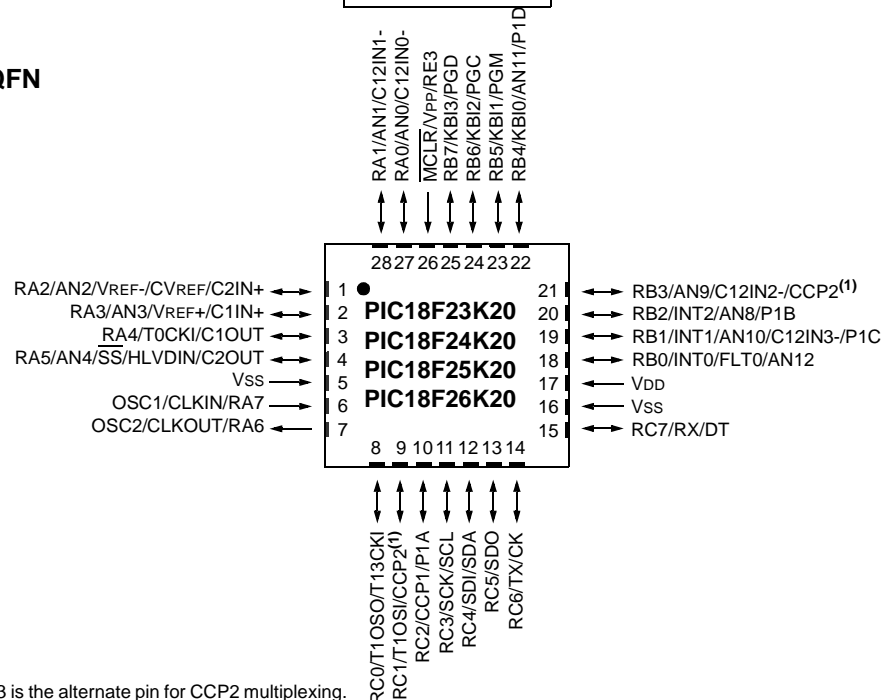 QFN
RA1/AN1/C12IN1-
RA0/AN0/C12IN0-
MCLR/VPP/RE3
RB7/KBI3/PGD
RB6/KBI2/PGC
RB5/KBI1/PGM
RB4/KBI0/AN11/P1D
28 27 26 25 24 23 22
RA2/AN2/VREF-/CVREF/C2IN+
RA3/AN3/VREF+/C1IN+
RA4/T0CKI/C1OUT
RA5/AN4/SS/HLVDIN/C2OUT
VSS
OSC1/CLKIN/RA7
OSC2/CLKOUT/RA6
1
2
3
4
5
6
7
PIC18F23K20
PIC18F24K20
PIC18F25K20
PIC18F26K20
21
20
19
18
17
16
15
RB3/AN9/C12IN2-/CCP2(1)
RB2/INT2/AN8/P1B
RB1/INT1/AN10/C12IN3-/P1C
RB0/INT0/FLT0/AN12
VDD
VSS
RC7/RX/DT
8 9 10 11 12 13 14
RC0/T1OSO/T13CKI
RC1/T1OSI/CCP2(1)
RC2/CCP1/P1A
RC3/SCK/SCL
RC4/SDI/SDA
RC5/SDO
RC6/TX/CK
is the alternate pin for CCP2 multiplexing.